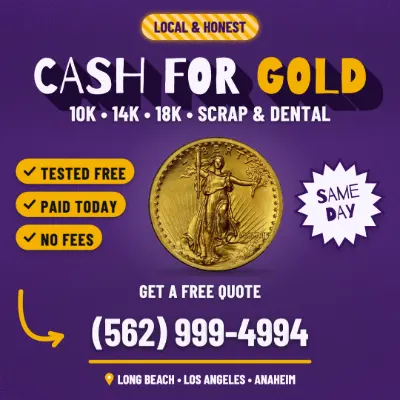 LOCAL & HONEST
CASH FOR GOLD
10K • 14K • 18K • SCRAP & DENTAL
TESTED FREE
PAID TODAY
NO FEES
SAME
DAY
GET A FREE QUOTE
(562) 999-4994
LONG BEACH • LOS ANGELES • ANAHEIM